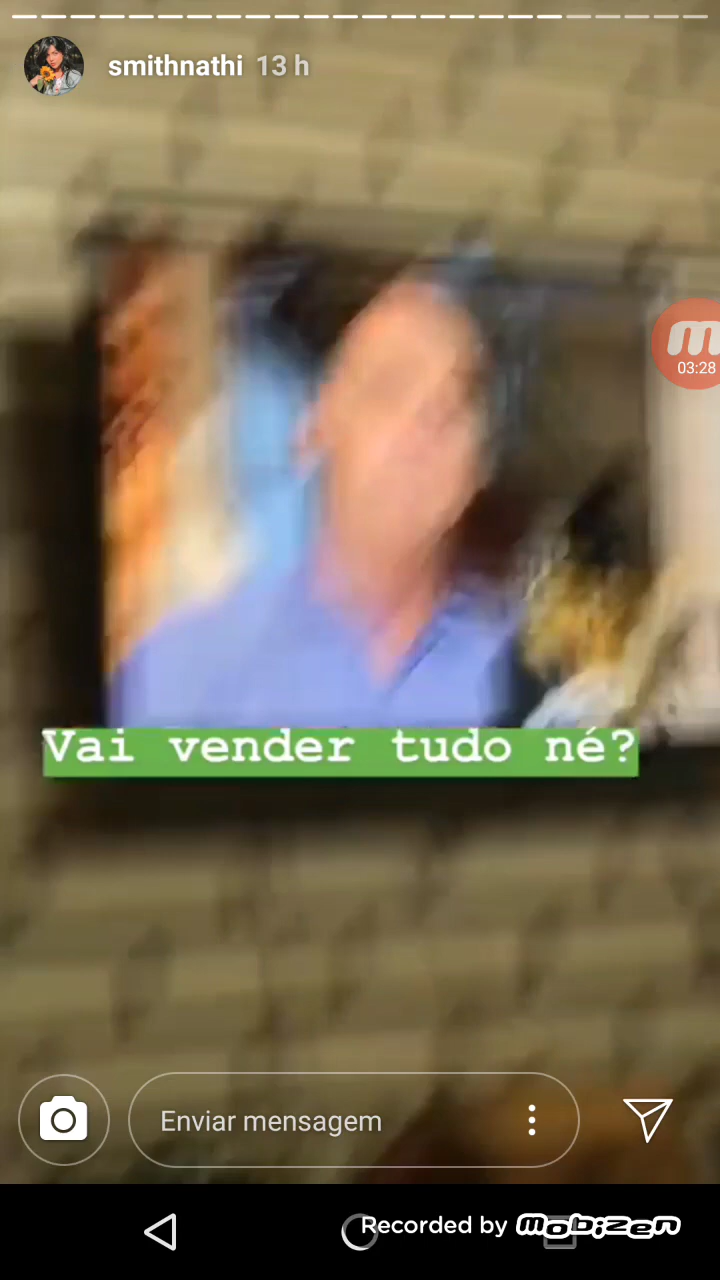 smithnathi 13 h
m
03:28
Vai vender tudo né?
Enviar mensagem
Recorded by mobizen